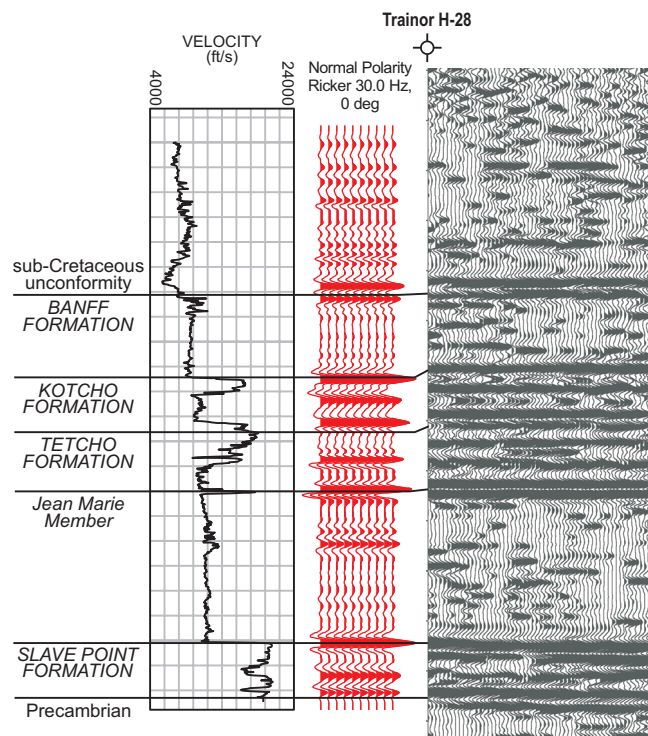 Trainor H-28
VELOCITY
(ft/s)
4000
24000
Normal Polarity
Ricker 30.0 Hz,
0 deg
sub-Cretaceous
unconformity
BANFF
FORMATION
KOTCHO
FORMATION
TETCHO
FORMATION
Jean Marie
Member
SLAVE POINT
FORMATION
Precambrian